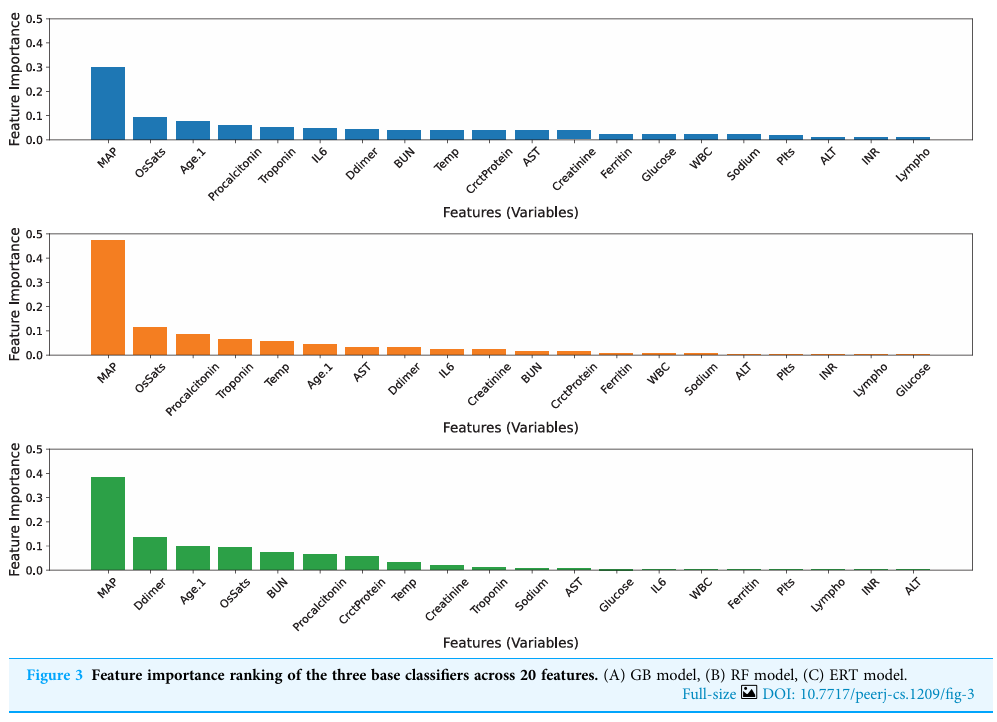 Feature Importance
0.5
0.4
0.3
0.2
0.1
0.0
MAP OsSats Age.1 Procalcitonin Troponin IL6 Ddimer BUN Temp CrctProtein AST Creatinine Ferritin Glucose WBC Sodium Plts ALT INR Lympho
Features (Variables)
Feature Importance
0.5
0.4
0.3
0.2
0.1
0.0
MAP OsSats Procalcitonin Troponin Temp Age.1 AST Ddimer IL6 Creatinine BUN CrctProtein Ferritin WBC Sodium ALT Plts INR Lympho Glucose
Features (Variables)
Feature Importance
0.5
0.4
0.3
0.2
0.1
0.0
MAP Ddimer Age.1 OsSats BUN Procalcitonin CrctProtein Temp Creatinine Troponin Sodium AST Glucose IL6 WBC Ferritin Plts Lympho INR ALT
Features (Variables)
Figure 3 Feature importance ranking of the three base classifiers across 20 features. (A) GB model, (B) RF model, (C) ERT model.
Full-size DOI: 10.7717/peerj-cs.1209/fig-3